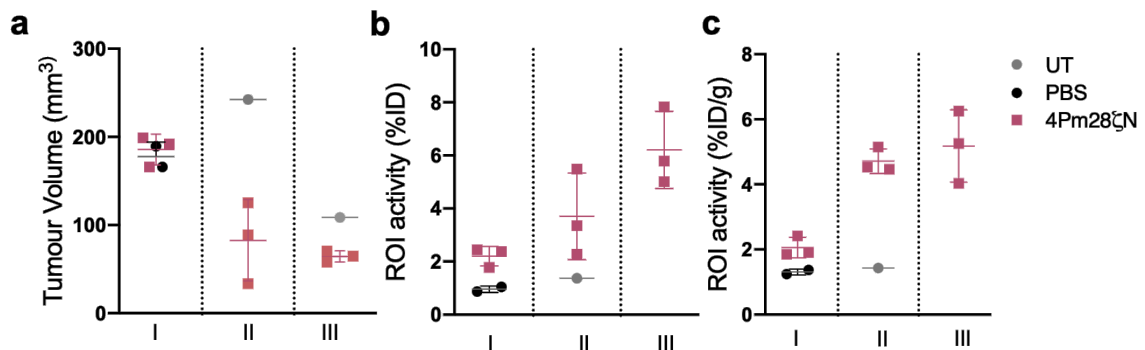 a
Tumour Volume (mm³)
300
200
100
0
I II III
b
ROI activity (%ID)
10
8
6
4
2
0
I II III
c
ROI activity (%ID/g)
8
6
4
2
0
I II III
UT
PBS
4Pm28ζN